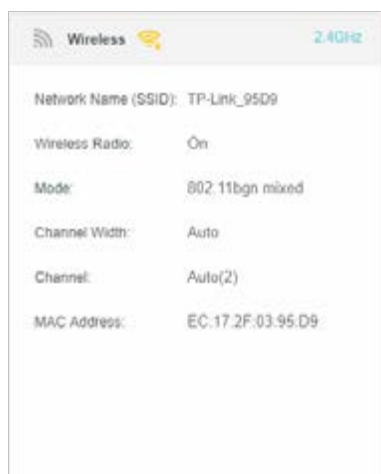 Wireless 2.4GHz
Network Name (SSID): TP-Link_95D9
Wireless Radio: On
Mode: 802.11bgn mixed
Channel Width: Auto
Channel: Auto(2)
MAC Address: EC:17:2F:03:95:D9